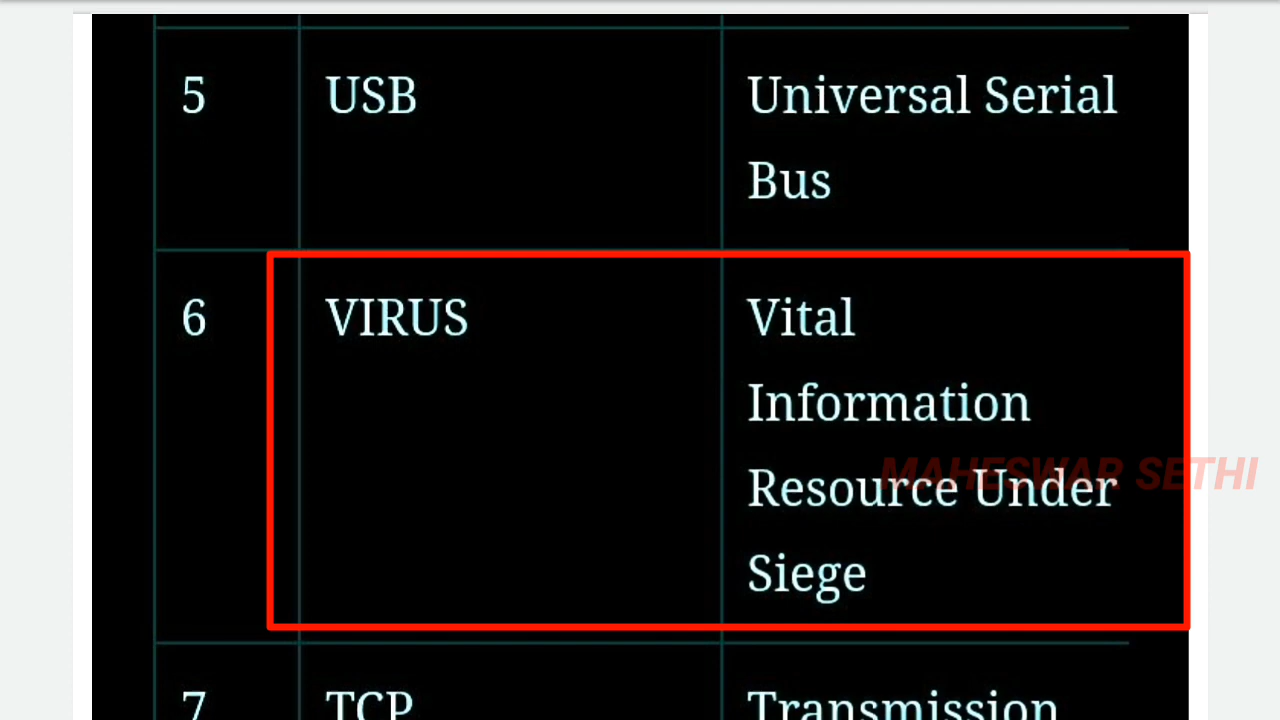 5 USB Universal Serial
Bus
6 VIRUS Vital
Information
Resource Under
Siege
MAHESWAR SETHI
7 TCP Transmission